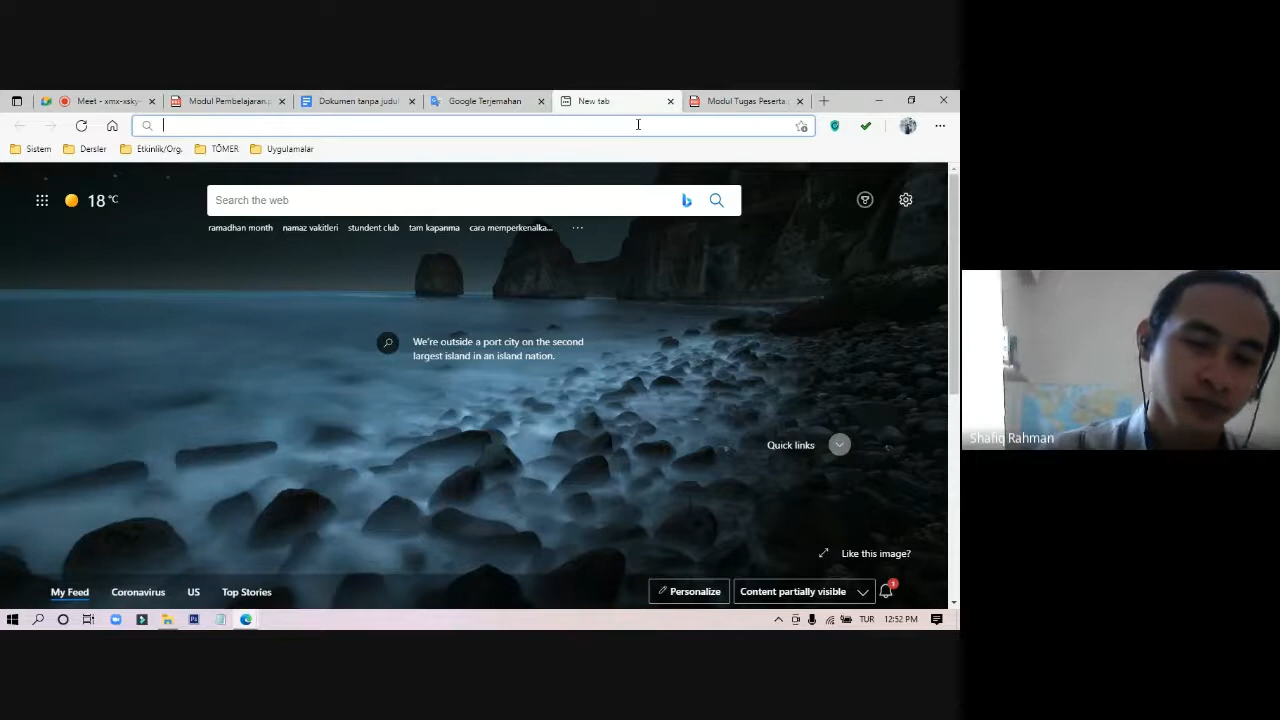 Meet - xmx-xsky-
Modul Pembelajaran.p
Dokumen tanpa judul
Google Terjemahan
New tab
Modul Tugas Peserta
Sistem
Dersler
Etkinlik/Org.
TÖMER
Uygulamalar
18 °C
Search the web
ramadhan month
namaz vakitleri
stundent club
tam kapanma
cara memperkenalka...
We're outside a port city on the second
largest island in an island nation.
Quick links
Shafiq Rahman
Like this image?
My Feed
Coronavirus
US
Top Stories
Personalize
Content partially visible
1
TUR
12:52 PM